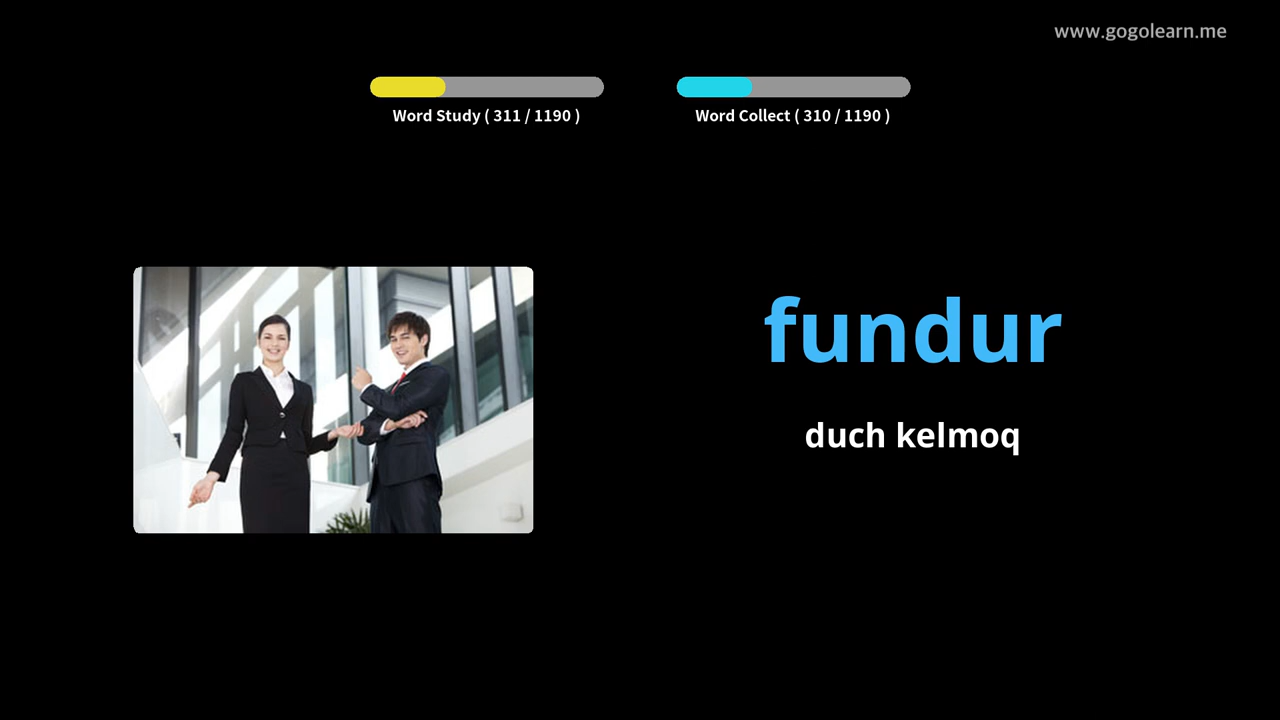 www.gogolearn.me
Word Study ( 311 / 1190 )
Word Collect ( 310 / 1190 )
fundur
duch kelmoq